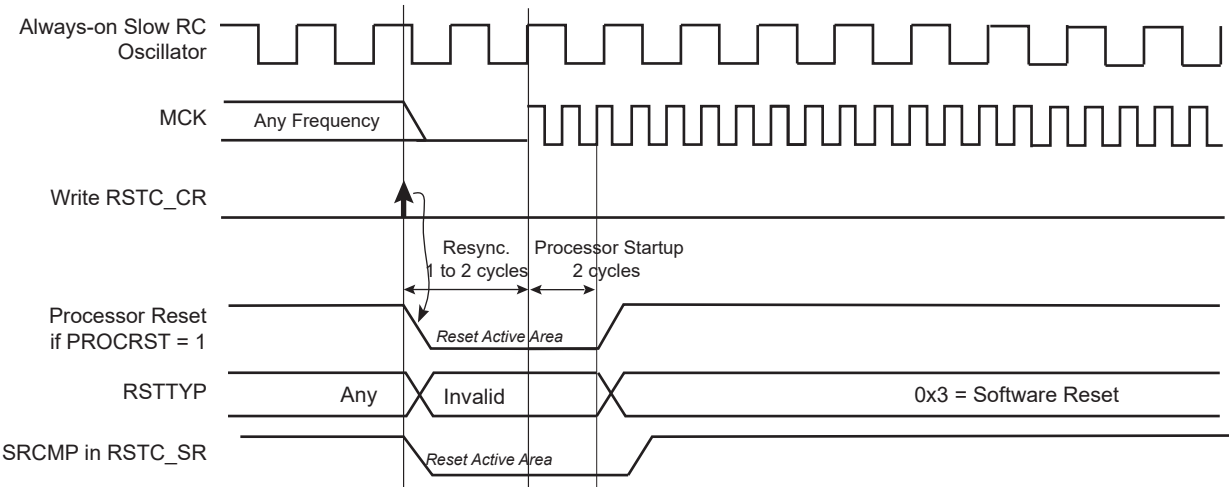 Always-on Slow RC
Oscillator
MCK
Any Frequency
Write RSTC_CR
Resync.
1 to 2 cycles
Processor Startup
2 cycles
Processor Reset
if PROCRST = 1
Reset Active Area
RSTTYP
Any
Invalid
0x3 = Software Reset
SRCMP in RSTC_SR
Reset Active Area